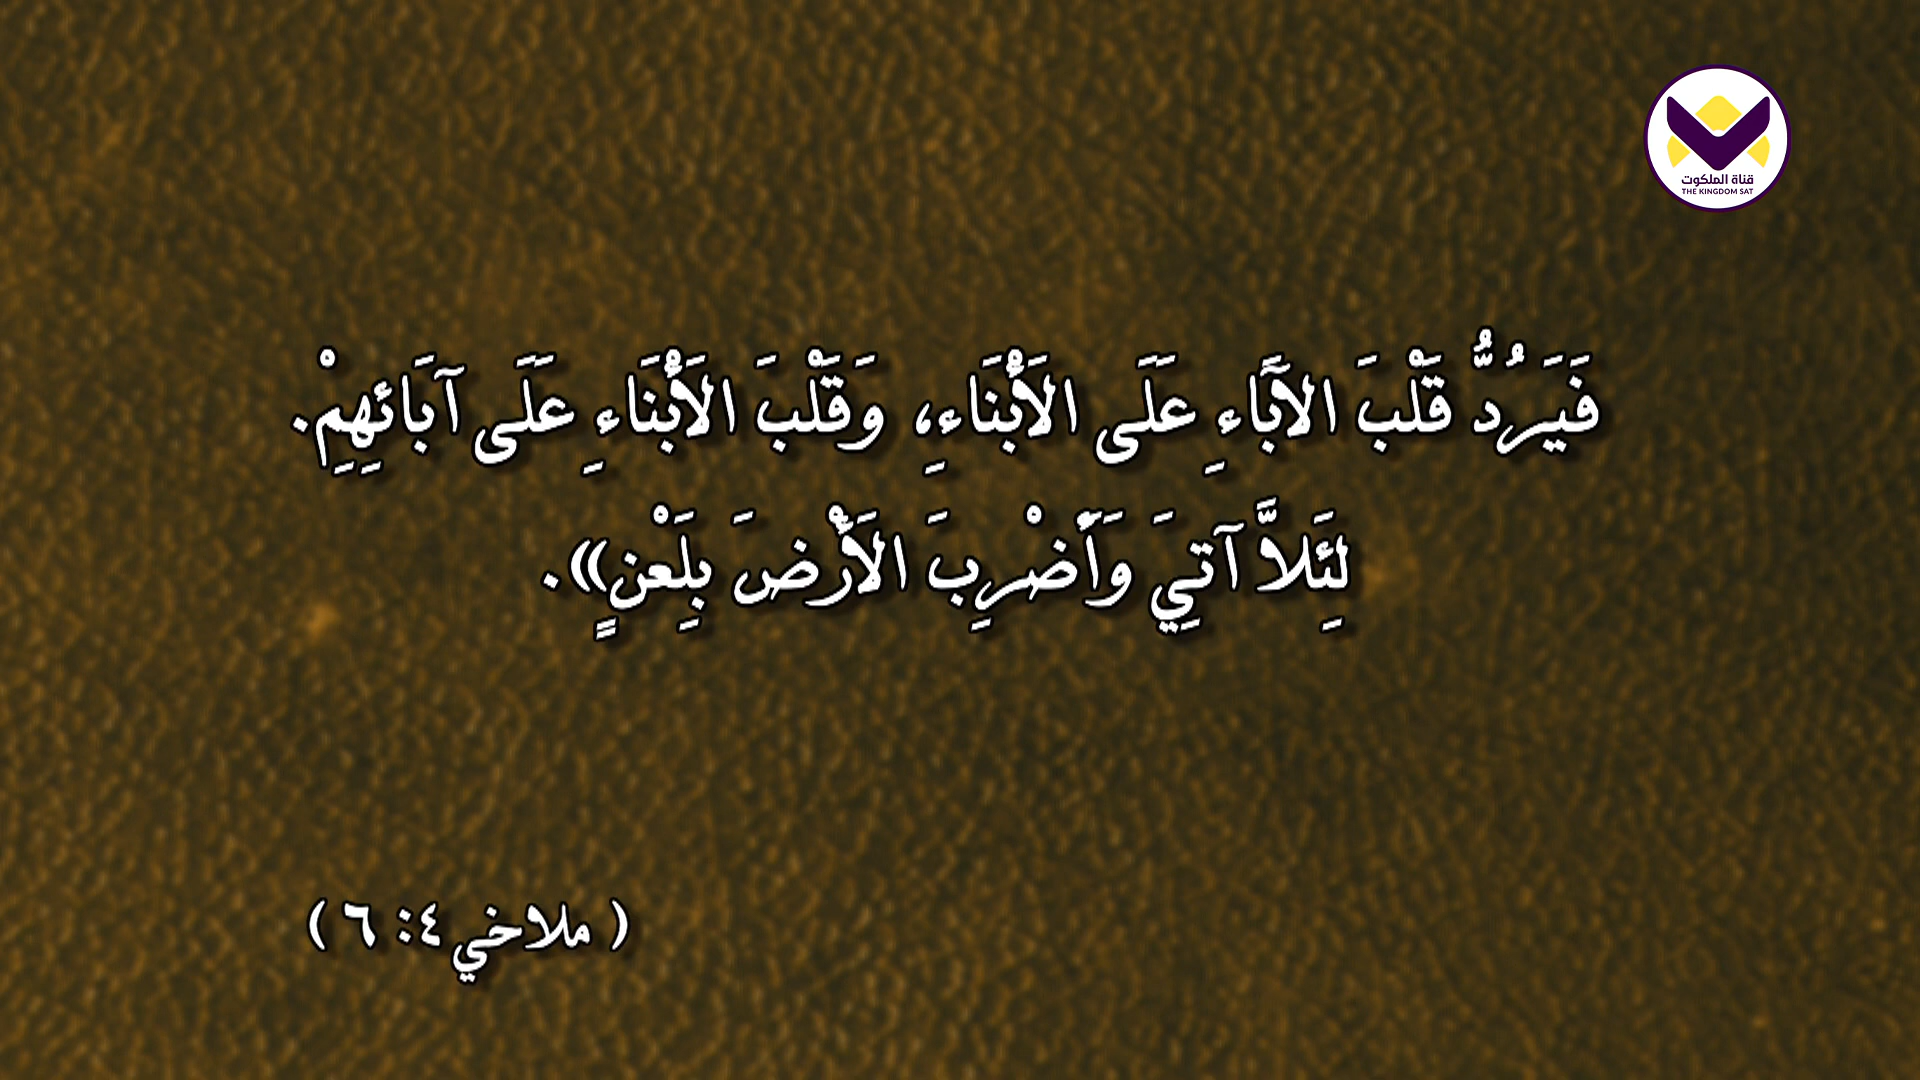 قناة الملكوت
THE KINGDOM SAT
فَيَرُدُّ قَلْبَ الآبَاءِ عَلَى الأَبْنَاءِ، وَقَلْبَ الأَبْنَاءِ عَلَى آبَائِهِمْ.
لِئَلاَّ آتِيَ وَأَضْرِبَ الأَرْضَ بِلَعْنٍ».
( ملاخي ٤: ٦ )